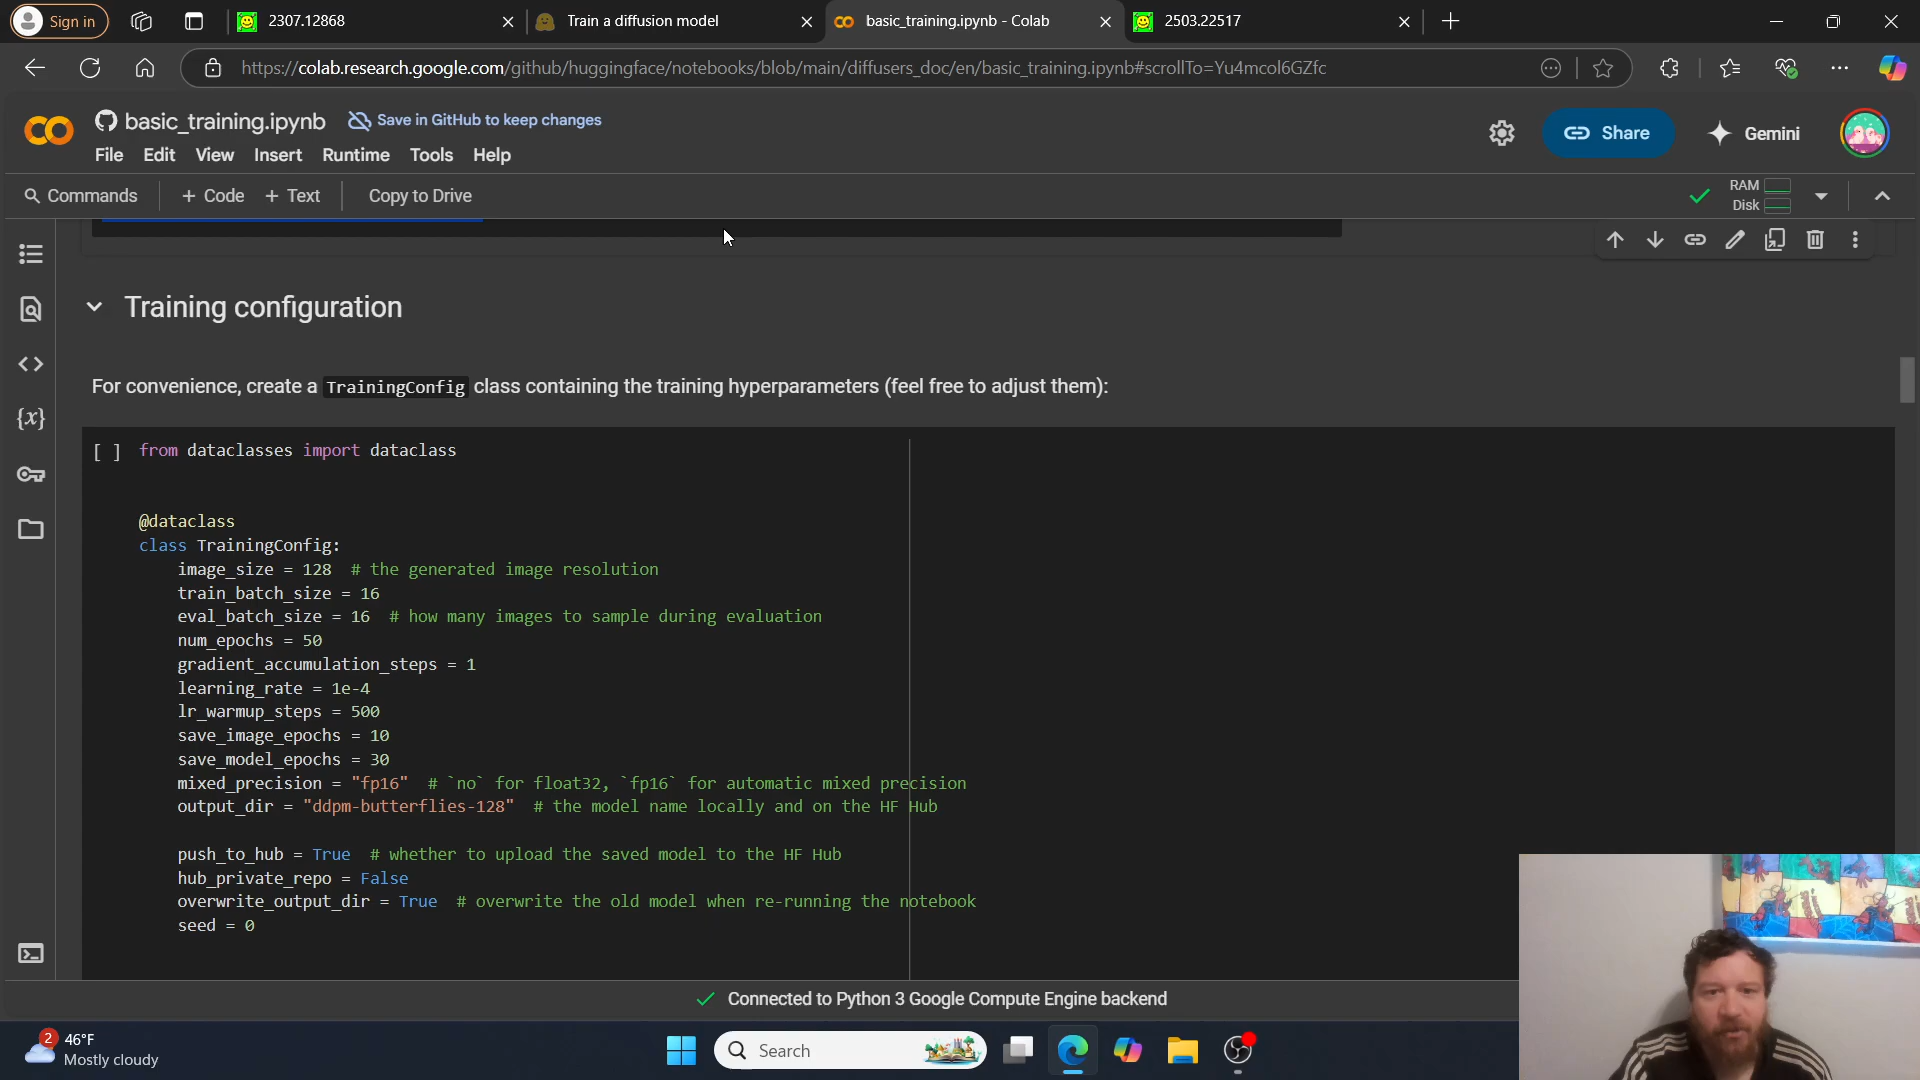 Sign in
2307.12868
Train a diffusion model
basic_training.ipynb - Colab
2503.22517
https://colab.research.google.com/github/huggingface/notebooks/blob/main/diffusers_doc/en/basic_training.ipynb#scrollTo=Yu4mcol6GZfc
basic_training.ipynb
Save in GitHub to keep changes
Share
Gemini
File Edit View Insert Runtime Tools Help
Commands + Code + Text Copy to Drive
RAM
Disk
Training configuration
For convenience, create a TrainingConfig class containing the training hyperparameters (feel free to adjust them):
[ ] from dataclasses import dataclass
@dataclass
class TrainingConfig:
image_size = 128 # the generated image resolution
train_batch_size = 16
eval_batch_size = 16 # how many images to sample during evaluation
num_epochs = 50
gradient_accumulation_steps = 1
learning_rate = 1e-4
lr_warmup_steps = 500
save_image_epochs = 10
save_model_epochs = 30
mixed_precision = "fp16" # `no` for float32, `fp16` for automatic mixed precision
output_dir = "ddpm-butterflies-128" # the model name locally and on the HF Hub
push_to_hub = True # whether to upload the saved model to the HF Hub
hub_private_repo = False
overwrite_output_dir = True # overwrite the old model when re-running the notebook
seed = 0
Connected to Python 3 Google Compute Engine backend
2
46°F
Mostly cloudy
Search